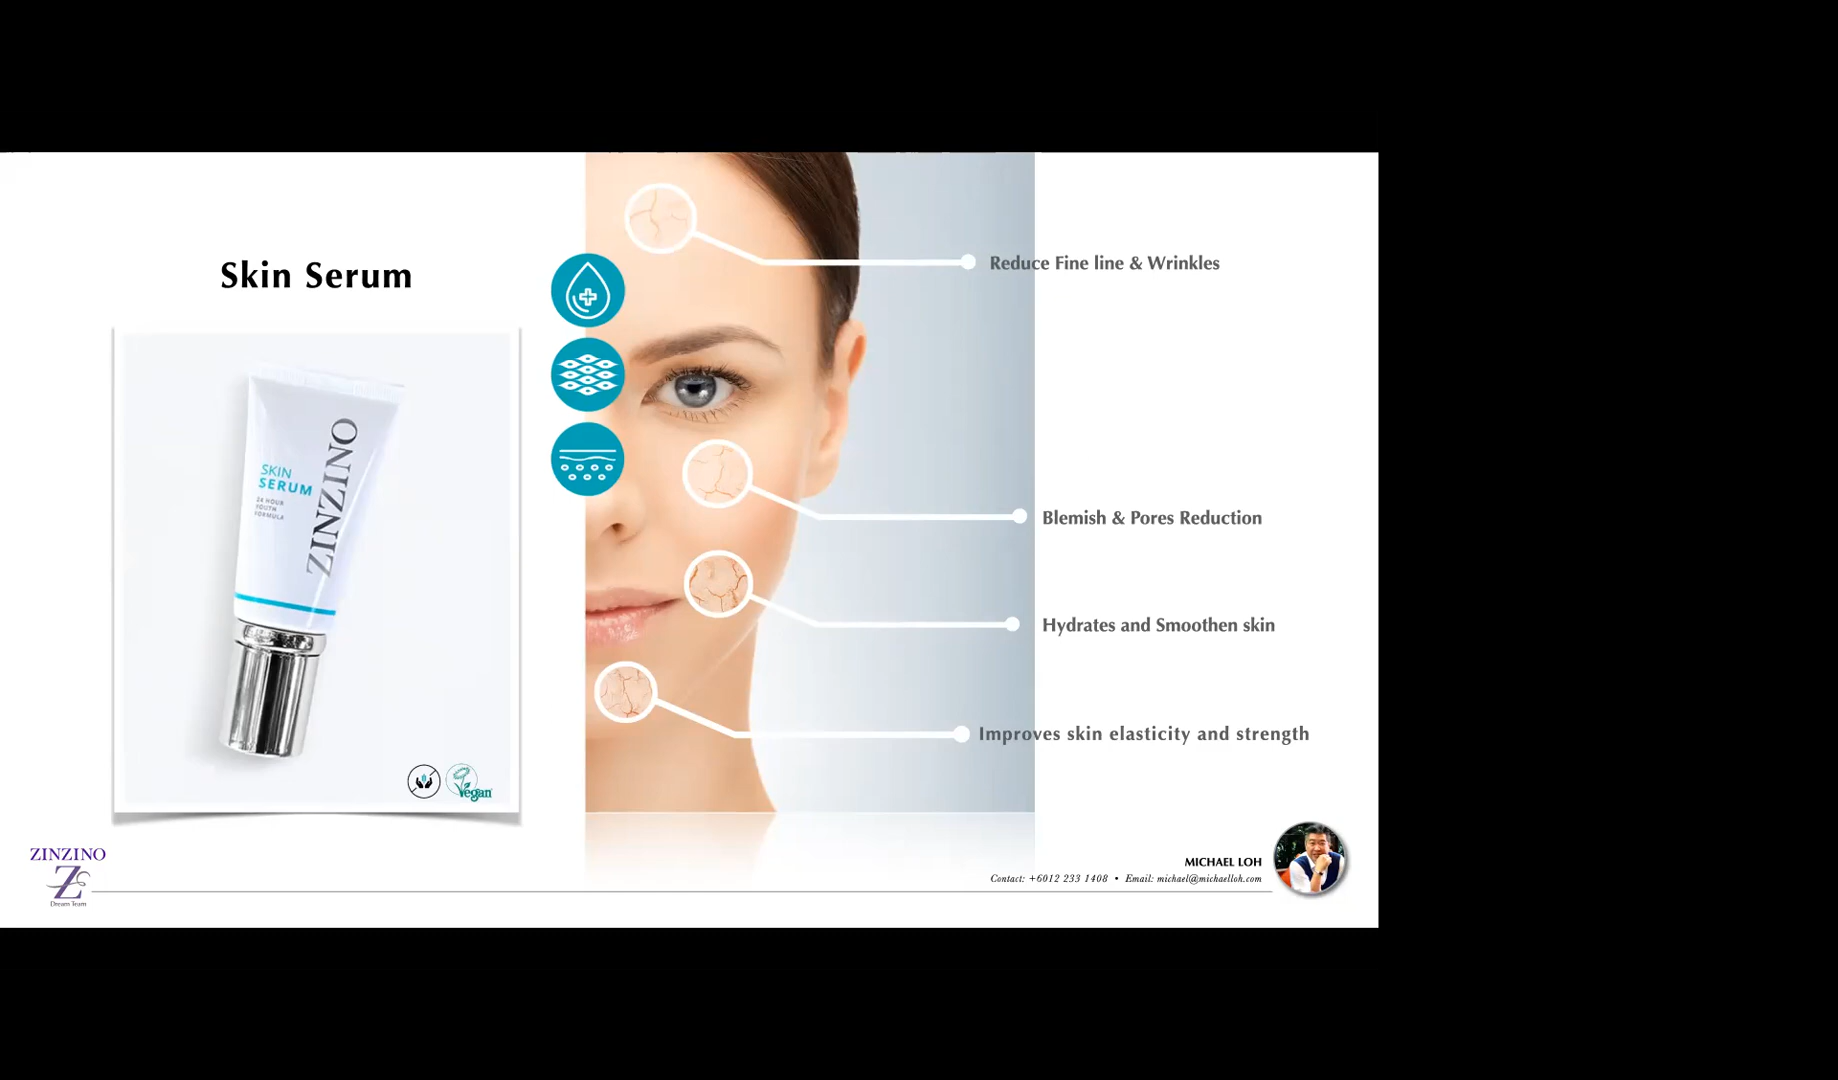 Skin Serum
SKIN
SERUM
24 HOUR
YOUTH
FORMULA
ZINZINO
Vegan
Reduce Fine line & Wrinkles
Blemish & Pores Reduction
Hydrates and Smoothen skin
Improves skin elasticity and strength
ZINZINO
Dream Team
MICHAEL LOH
Contact: +6012 233 1408 • Email: michael@michaelloh.com